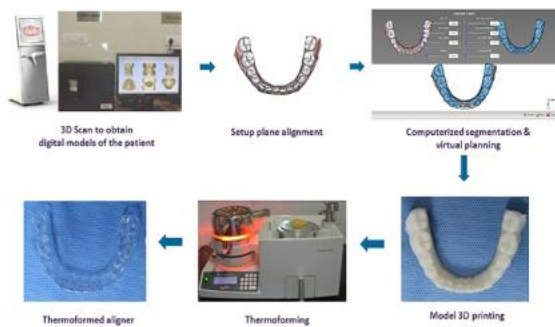 3D Scan to obtain
digital models of the patient
Setup plane alignment
Computerized segmentation &
virtual planning
Thermoformed aligner
Thermoforming
Model 3D printing